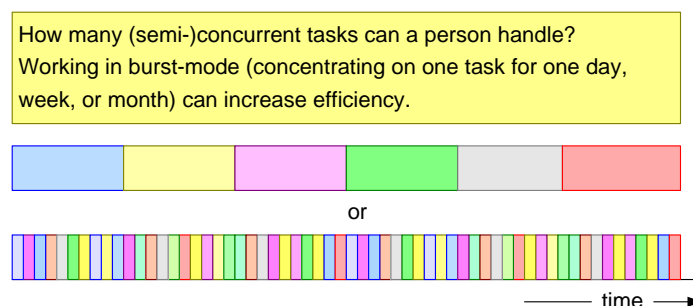 How many (semi-)concurrent tasks can a person handle?
Working in burst-mode (concentrating on one task for one day,
week, or month) can increase efficiency.
or
time